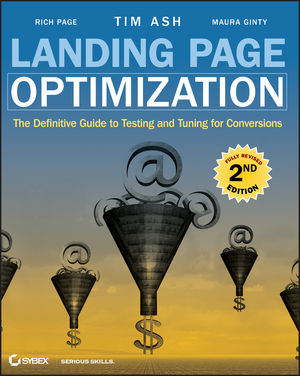 RICH PAGE TIM ASH MAURA GINTY
LANDING PAGE
OPTIMIZATION
The Definitive Guide to Testing and Tuning for Conversions
FULLY REVISED
2ND
EDITION
@
@
@
$
$
$
SYBEX SERIOUS SKILLS.